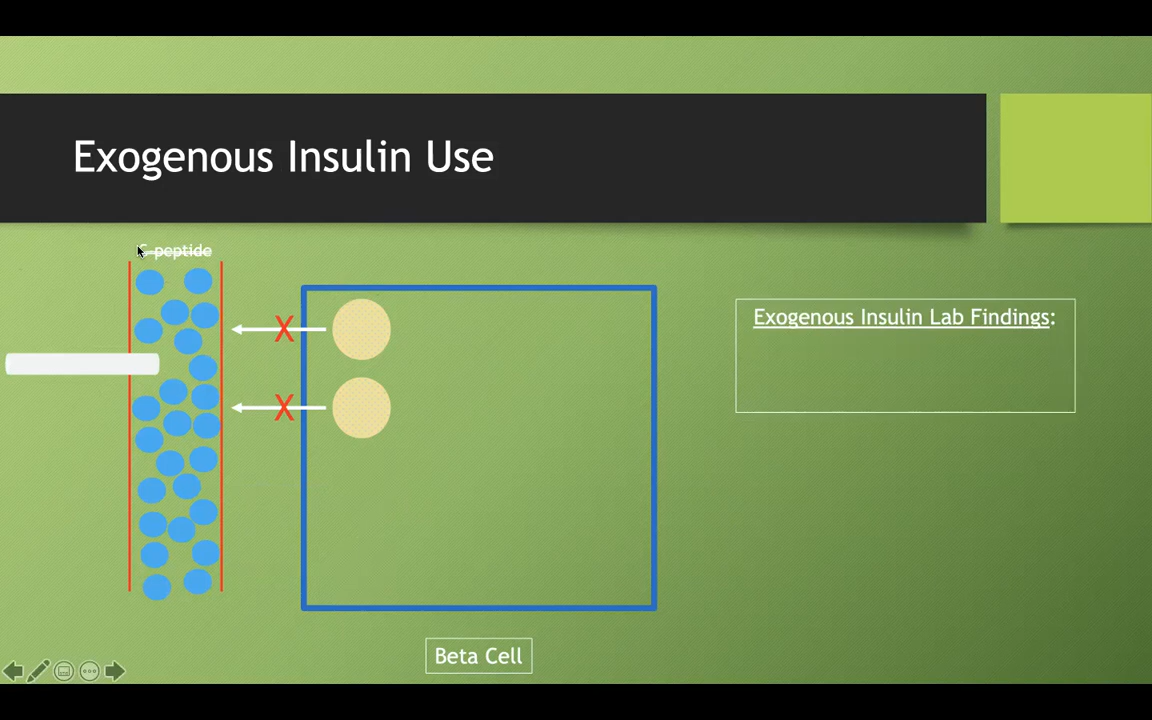 Exogenous Insulin Use
C-peptide
X
X
Exogenous Insulin Lab Findings:
Beta Cell